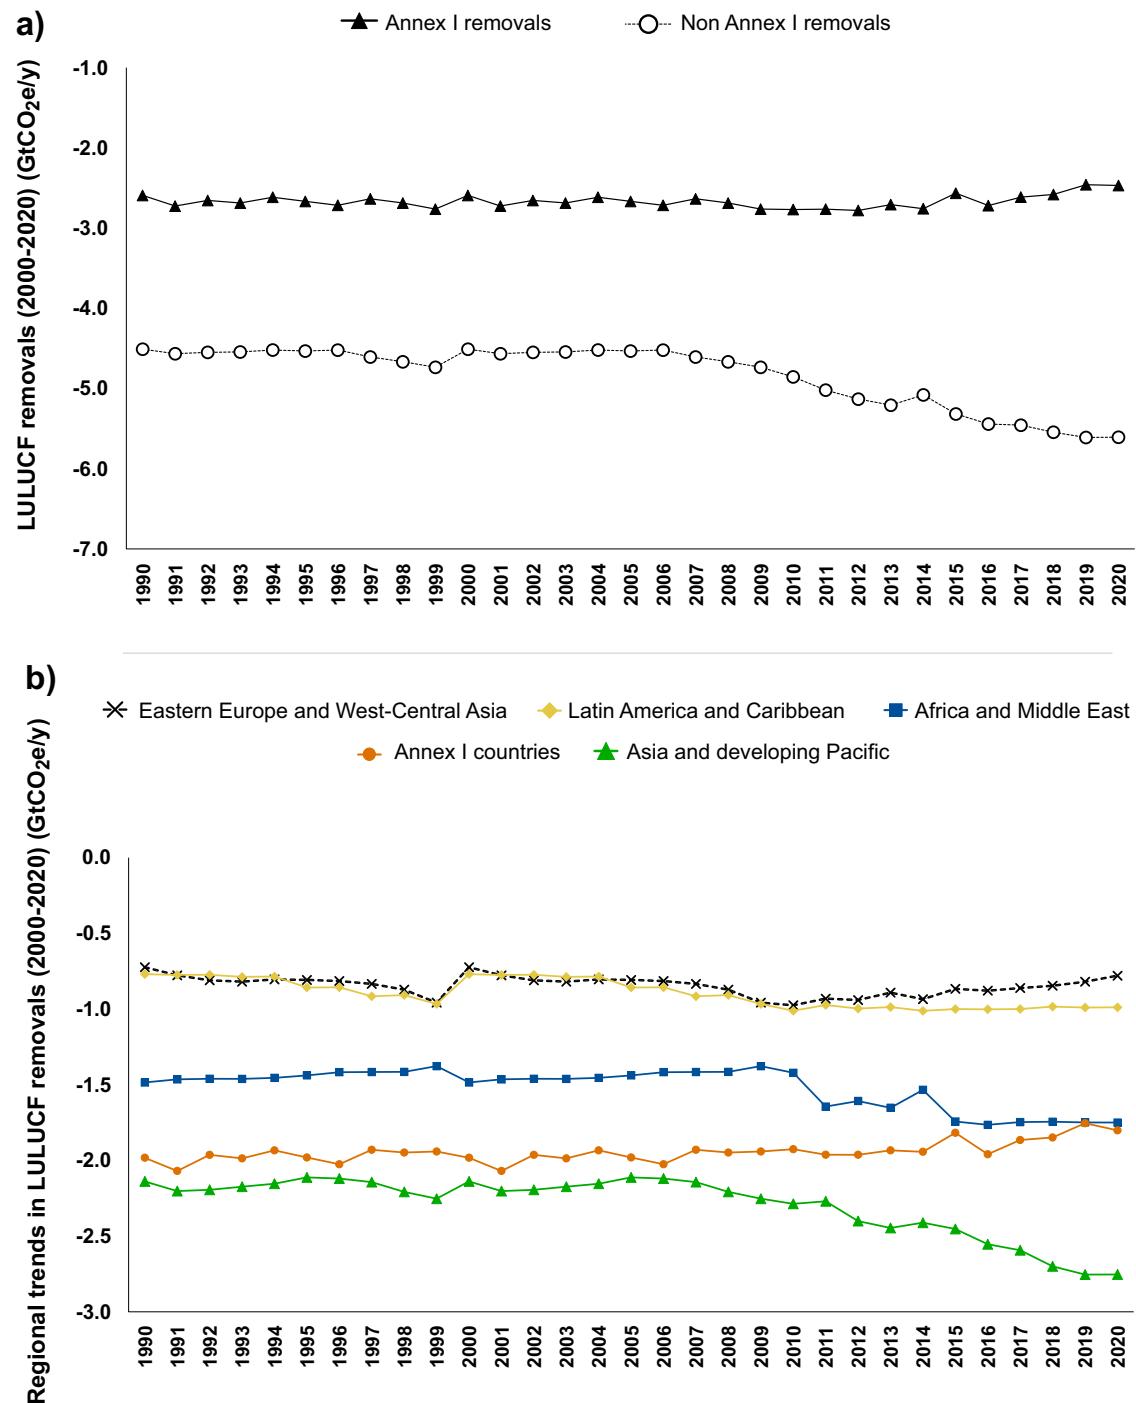 a)
Annex I removals
Non Annex I removals
LULUCF removals (2000-2020) (GtCO2e/y)
-1.0
-2.0
-3.0
-4.0
-5.0
-6.0
-7.0
1990 1991 1992 1993 1994 1995 1996 1997 1998 1999 2000 2001 2002 2003 2004 2005 2006 2007 2008 2009 2010 2011 2012 2013 2014 2015 2016 2017 2018 2019 2020
b)
Eastern Europe and West-Central Asia
Latin America and Caribbean
Africa and Middle East
Annex I countries
Asia and developing Pacific
Regional trends in LULUCF removals (2000-2020) (GtCO2e/y)
0.0
-0.5
-1.0
-1.5
-2.0
-2.5
-3.0
1990 1991 1992 1993 1994 1995 1996 1997 1998 1999 2000 2001 2002 2003 2004 2005 2006 2007 2008 2009 2010 2011 2012 2013 2014 2015 2016 2017 2018 2019 2020